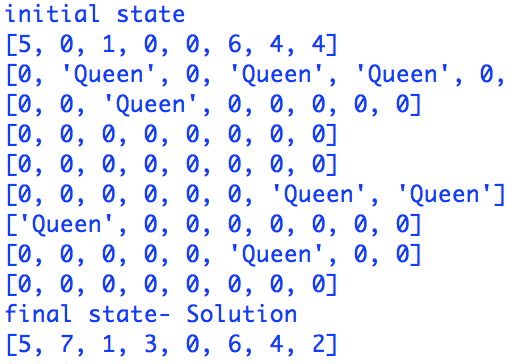 initial state
[5, 0, 1, 0, 0, 6, 4, 4]
[0, 'Queen', 0, 'Queen', 'Queen', 0,
[0, 0, 'Queen', 0, 0, 0, 0, 0]
[0, 0, 0, 0, 0, 0, 0, 0]
[0, 0, 0, 0, 0, 0, 0, 0]
[0, 0, 0, 0, 0, 0, 'Queen', 'Queen']
['Queen', 0, 0, 0, 0, 0, 0, 0]
[0, 0, 0, 0, 0, 'Queen', 0, 0]
[0, 0, 0, 0, 0, 0, 0, 0]
final state- Solution
[5, 7, 1, 3, 0, 6, 4, 2]